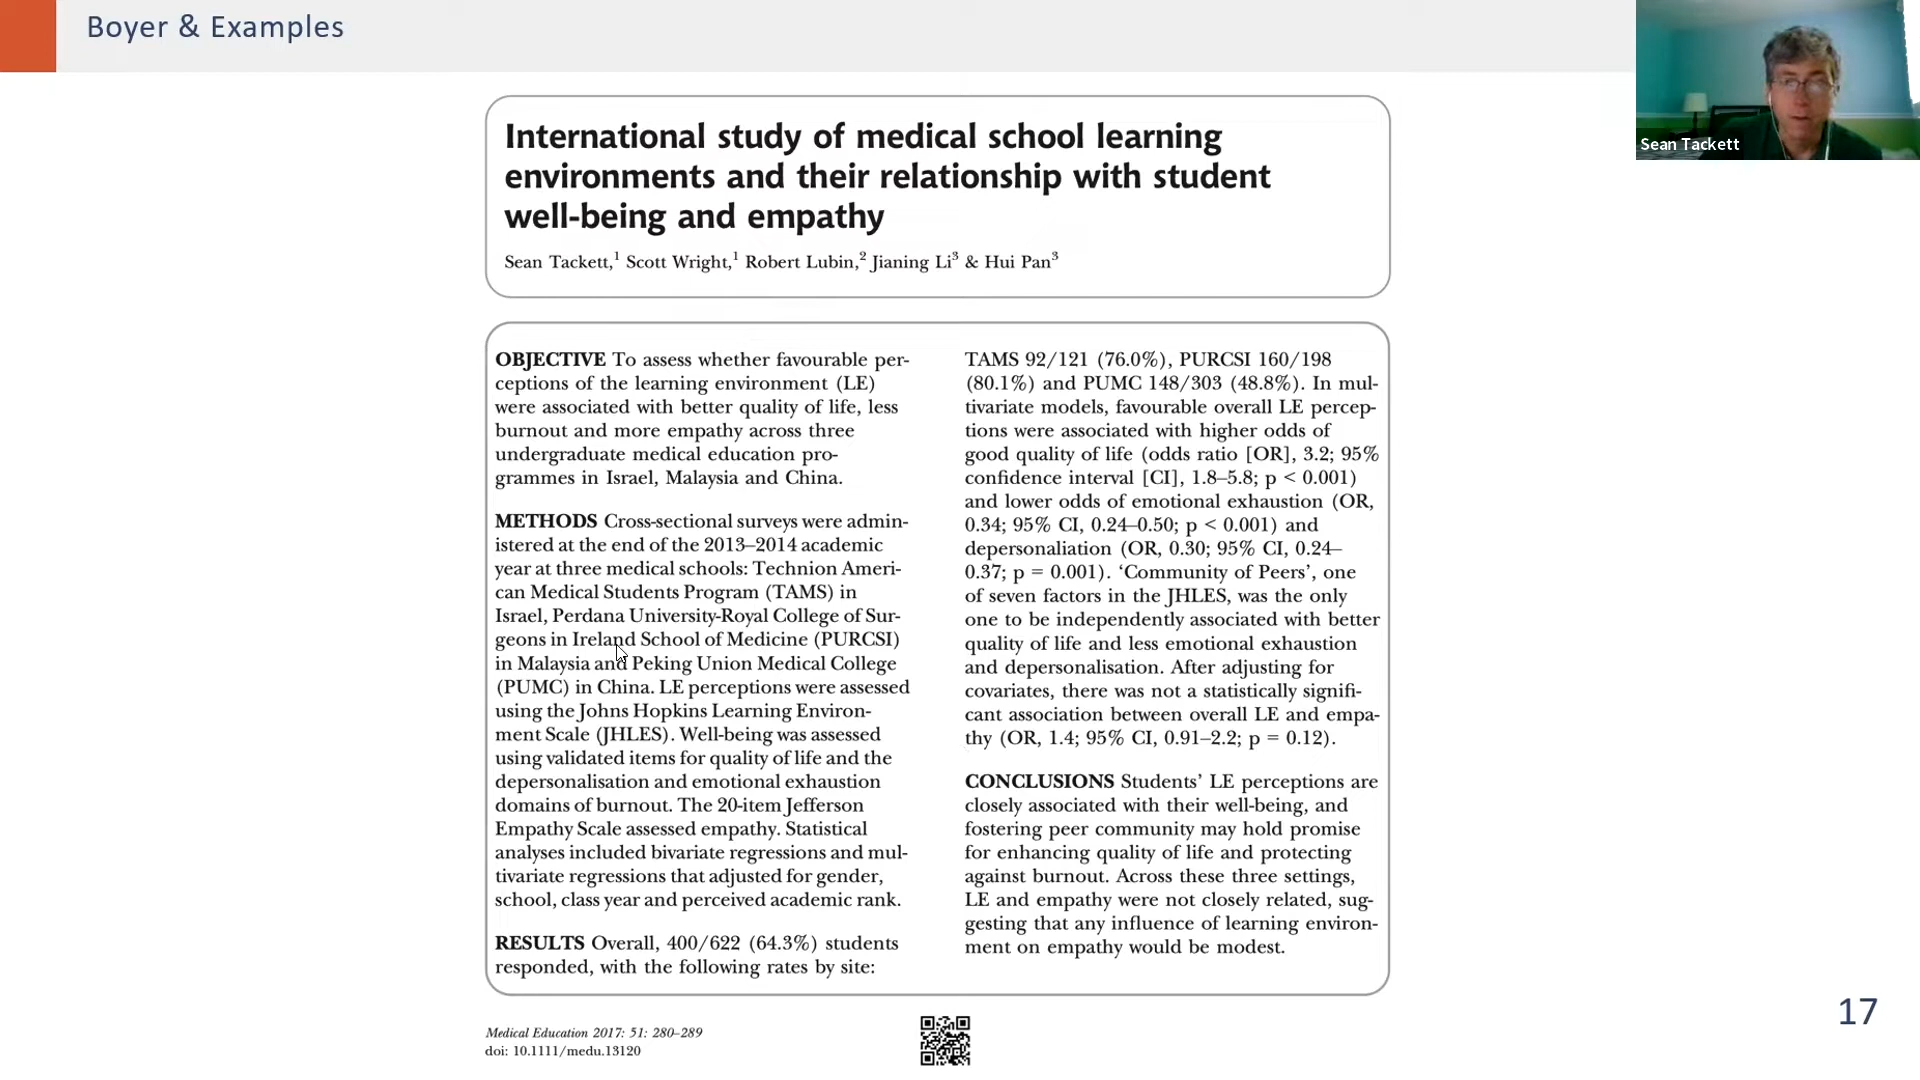 Boyer & Examples
Sean Tackett
International study of medical school learning
environments and their relationship with student
well-being and empathy
Sean Tackett,1 Scott Wright,1 Robert Lubin,2 Jianing Li3 & Hui Pan3
OBJECTIVE To assess whether favourable per-
ceptions of the learning environment (LE)
were associated with better quality of life, less
burnout and more empathy across three
undergraduate medical education pro-
grammes in Israel, Malaysia and China.
METHODS Cross-sectional surveys were admin-
istered at the end of the 2013–2014 academic
year at three medical schools: Technion Ameri-
can Medical Students Program (TAMS) in
Israel, Perdana University-Royal College of Sur-
geons in Ireland School of Medicine (PURCSI)
in Malaysia and Peking Union Medical College
(PUMC) in China. LE perceptions were assessed
using the Johns Hopkins Learning Environ-
ment Scale (JHLES). Well-being was assessed
using validated items for quality of life and the
depersonalisation and emotional exhaustion
domains of burnout. The 20-item Jefferson
Empathy Scale assessed empathy. Statistical
analyses included bivariate regressions and mul-
tivariate regressions that adjusted for gender,
school, class year and perceived academic rank.
RESULTS Overall, 400/622 (64.3%) students
responded, with the following rates by site:
TAMS 92/121 (76.0%), PURCSI 160/198
(80.1%) and PUMC 148/303 (48.8%). In mul-
tivariate models, favourable overall LE percep-
tions were associated with higher odds of
good quality of life (odds ratio [OR], 3.2; 95%
confidence interval [CI], 1.8–5.8; p < 0.001)
and lower odds of emotional exhaustion (OR,
0.34; 95% CI, 0.24–0.50; p < 0.001) and
depersonaliation (OR, 0.30; 95% CI, 0.24–
0.37; p = 0.001). ‘Community of Peers’, one
of seven factors in the JHLES, was the only
one to be independently associated with better
quality of life and less emotional exhaustion
and depersonalisation. After adjusting for
covariates, there was not a statistically signifi-
cant association between overall LE and empa-
thy (OR, 1.4; 95% CI, 0.91–2.2; p = 0.12).
CONCLUSIONS Students’ LE perceptions are
closely associated with their well-being, and
fostering peer community may hold promise
for enhancing quality of life and protecting
against burnout. Across these three settings,
LE and empathy were not closely related, sug-
gesting that any influence of learning environ-
ment on empathy would be modest.
Medical Education 2017: 51: 280–289
doi: 10.1111/medu.13120
17